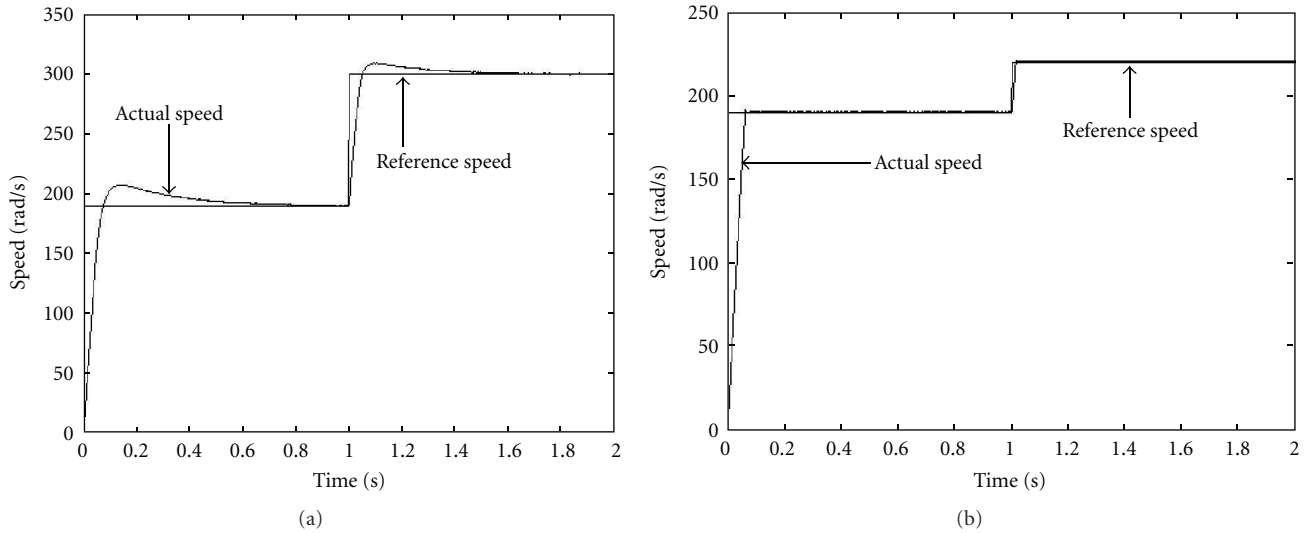 350
300
250
200
150
100
50
0
Speed (rad/s)
Actual speed
Reference speed
0 0.2 0.4 0.6 0.8 1 1.2 1.4 1.6 1.8 2
Time (s)
(a)
250
200
150
100
50
0
Speed (rad/s)
Reference speed
Actual speed
0 0.2 0.4 0.6 0.8 1 1.2 1.4 1.6 1.8 2
Time (s)
(b)